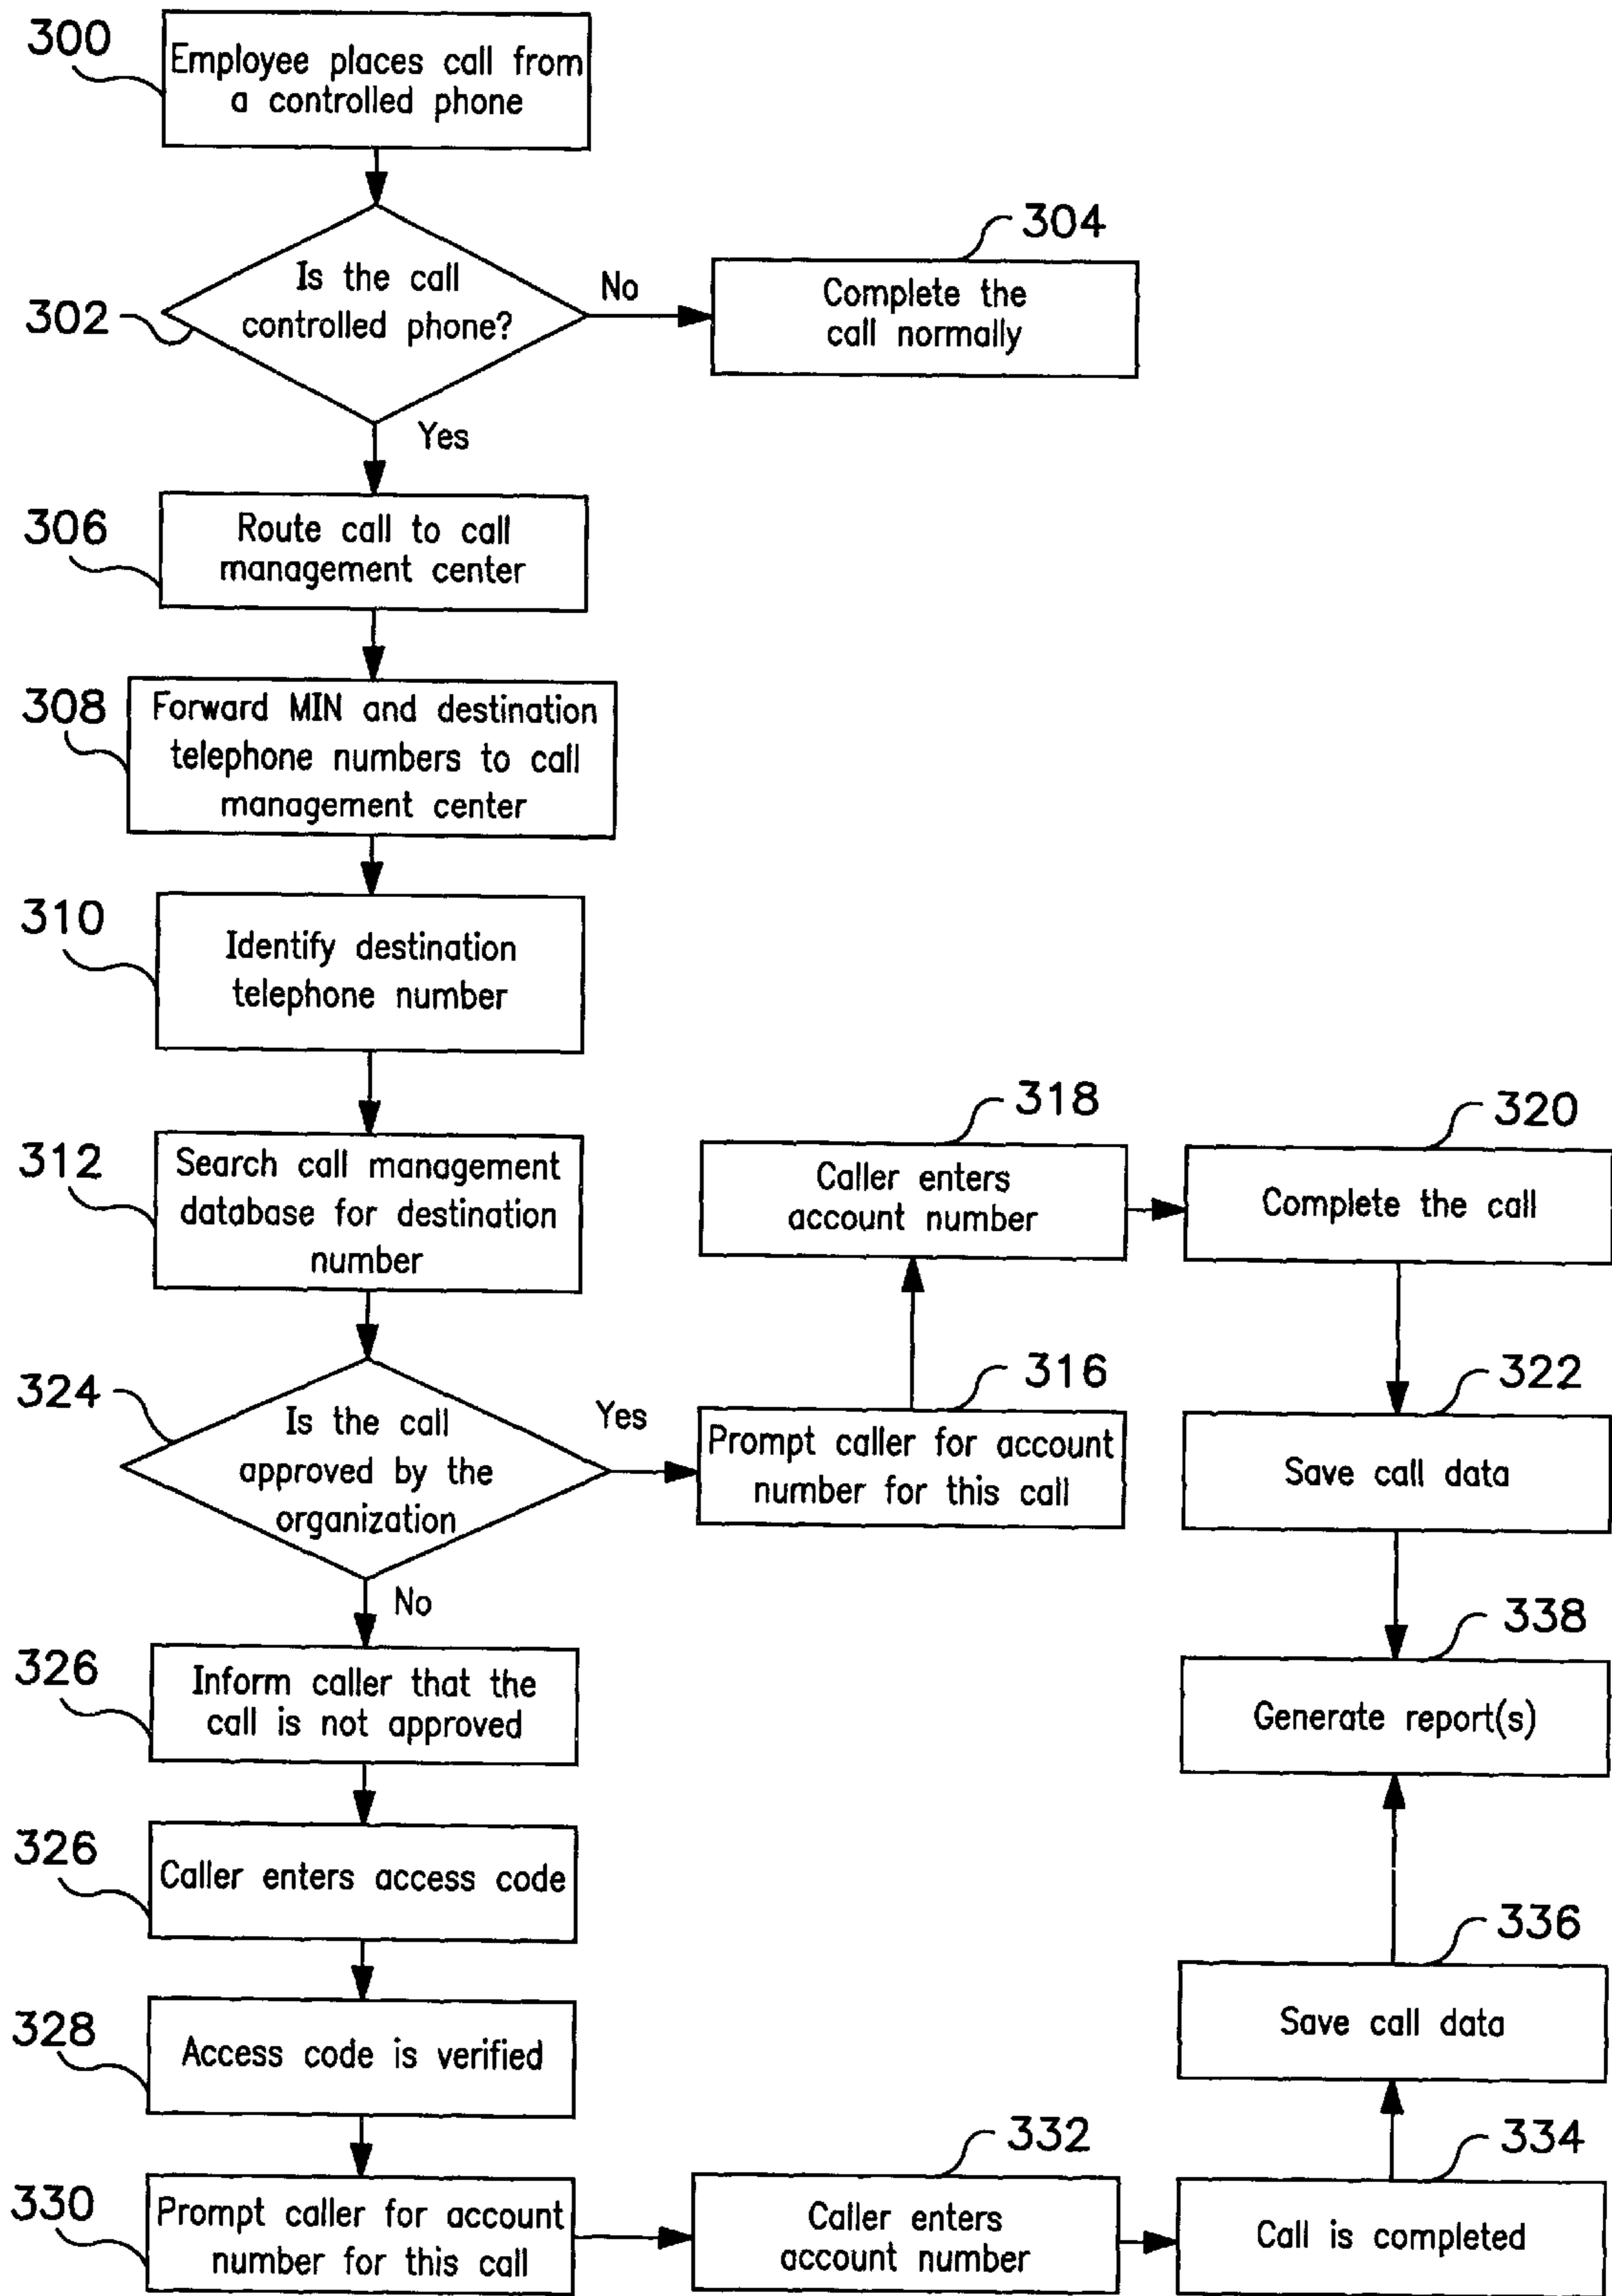 300
Employee places call from
a controlled phone
302
Is the call
controlled phone?
No
304
Complete the
call normally
Yes
306
Route call to call
management center
308
Forward MIN and destination
telephone numbers to call
management center
310
Identify destination
telephone number
312
Search call management
database for destination
number
318
Caller enters
account number
320
Complete the call
324
Is the call
approved by the
organization
Yes
316
Prompt caller for account
number for this call
322
Save call data
No
326
Inform caller that the
call is not approved
338
Generate report(s)
326
Caller enters access code
336
Save call data
328
Access code is verified
330
Prompt caller for account
number for this call
332
Caller enters
account number
334
Call is completed